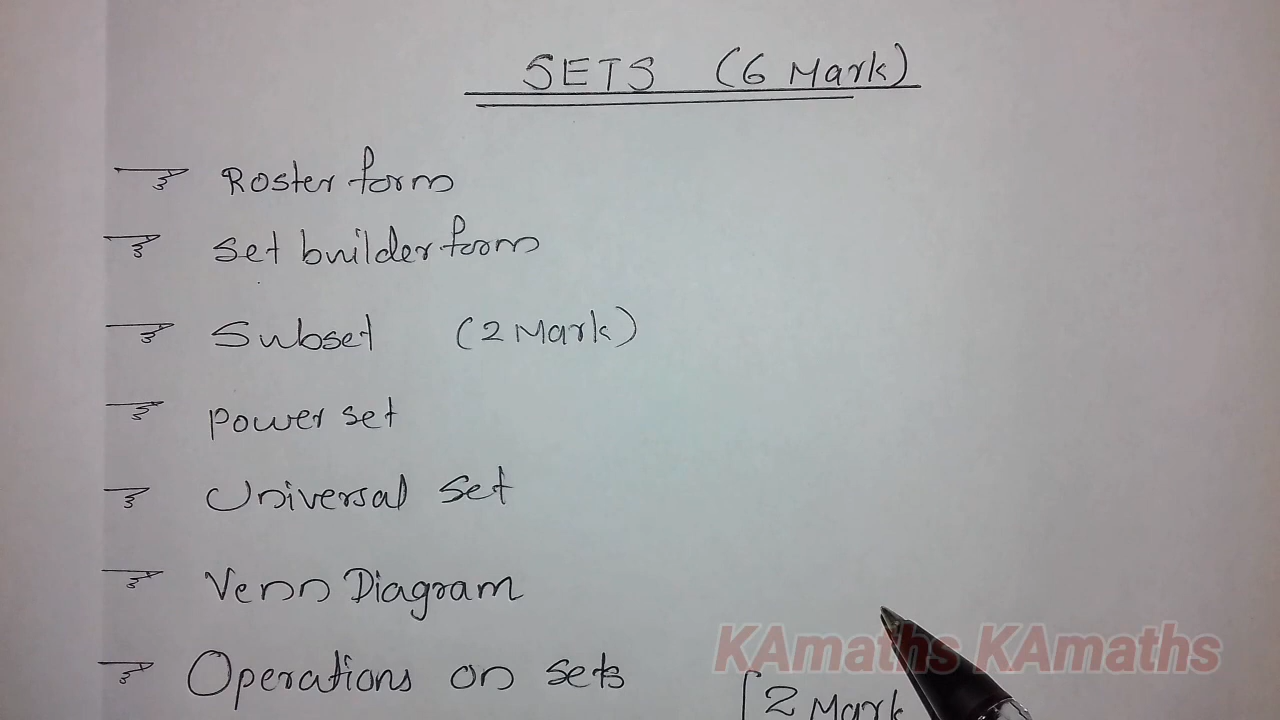 SETS (6 Mark)
Roster form
Set builder form
Subset (2 Mark)
Power set
Universal Set
Venn Diagram
Operations on sets
[2 Mark
KAmaths KAmaths